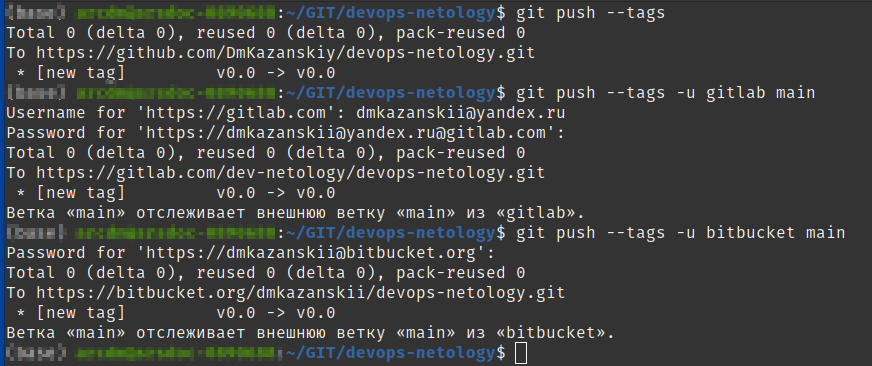 :~/GIT/devops-netology$ git push --tags
Total 0 (delta 0), reused 0 (delta 0), pack-reused 0
To https://github.com/DmKazanskiy/devops-netology.git
 * [new tag]         v0.0 -> v0.0
:~/GIT/devops-netology$ git push --tags -u gitlab main
Username for 'https://gitlab.com': dmkazanskii@yandex.ru
Password for 'https://dmkazanskii@yandex.ru@gitlab.com':
Total 0 (delta 0), reused 0 (delta 0), pack-reused 0
To https://gitlab.com/dev-netology/devops-netology.git
 * [new tag]         v0.0 -> v0.0
Ветка «main» отслеживает внешнюю ветку «main» из «gitlab».
:~/GIT/devops-netology$ git push --tags -u bitbucket main
Password for 'https://dmkazanskii@bitbucket.org':
Total 0 (delta 0), reused 0 (delta 0), pack-reused 0
To https://bitbucket.org/dmkazanskii/devops-netology.git
 * [new tag]         v0.0 -> v0.0
Ветка «main» отслеживает внешнюю ветку «main» из «bitbucket».
:~/GIT/devops-netology$